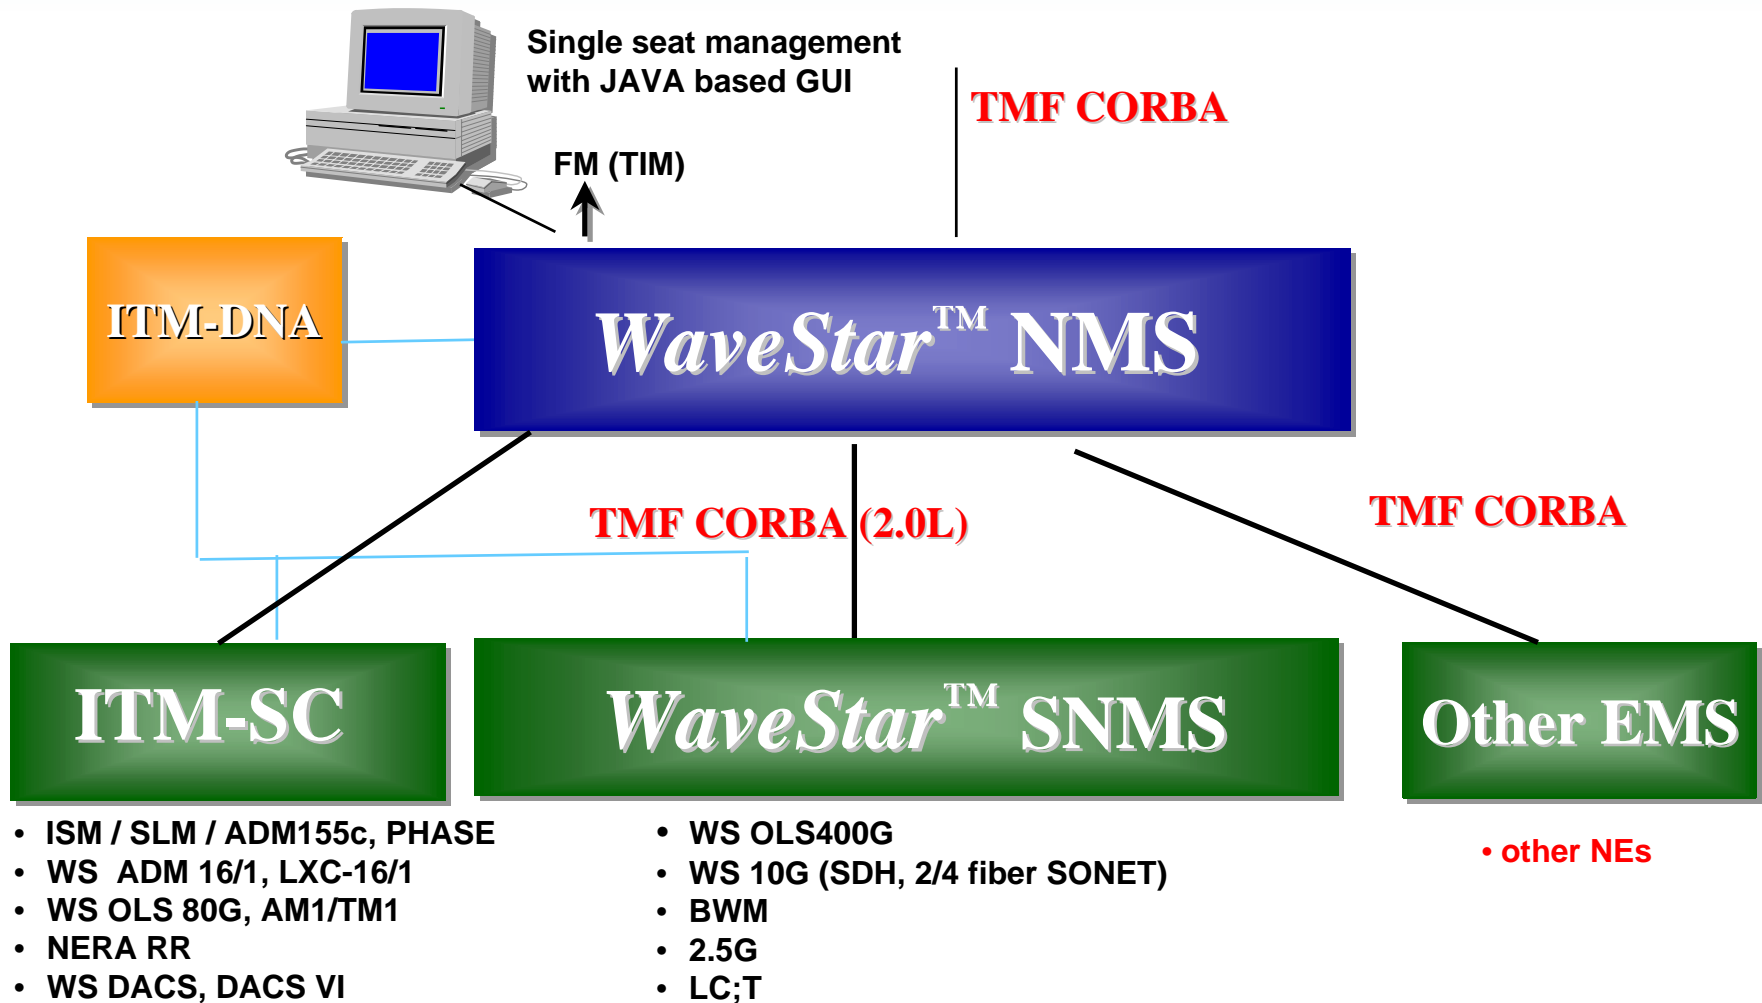 Single seat management
with JAVA based GUI
TMF CORBA
FM (TIM)
ITM-DNA
WaveStar™ NMS
TMF CORBA (2.0L)
TMF CORBA
ITM-SC
WaveStar™ SNMS
Other EMS
• ISM / SLM / ADM155c, PHASE
• WS ADM 16/1, LXC-16/1
• WS OLS 80G, AM1/TM1
• NERA RR
• WS DACS, DACS VI
• WS OLS400G
• WS 10G (SDH, 2/4 fiber SONET)
• BWM
• 2.5G
• LC;T
• other NEs